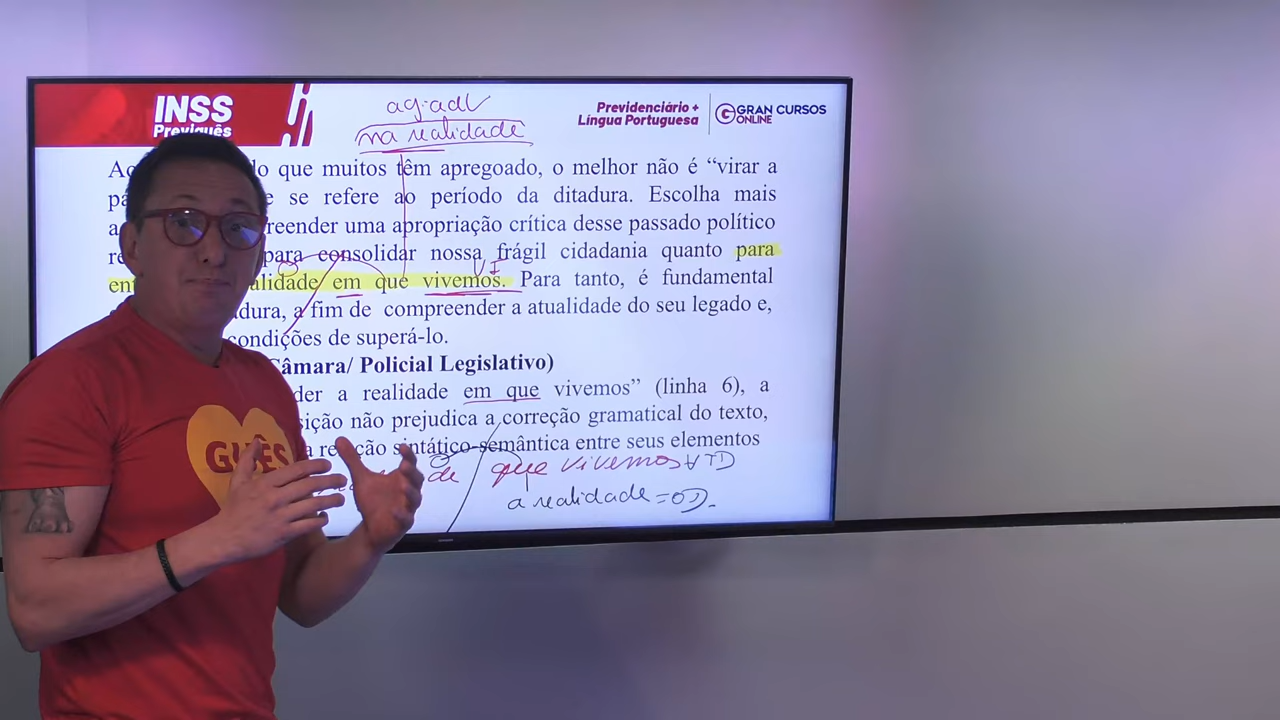 INSS
Previguês
ag. adv
na realidade
Previdenciário +
Língua Portuguesa
GRAN CURSOS
ONLINE
que muitos têm apregoado, o melhor não é “virar a
se refere ao período da ditadura. Escolha mais
reender uma apropriação crítica desse passado político
para consolidar nossa frágil cidadania quanto para
alidade em que vivemos. Para tanto, é fundamental
VI
dura, a fim de compreender a atualidade do seu legado e,
condições de superá-lo.
Câmara/ Policial Legislativo)
der a realidade em que vivemos” (linha 6), a
sição não prejudica a correção gramatical do texto,
a relação sintático-semântica entre seus elementos
de que vivemos VTD
a realidade = OD.
GUÊS